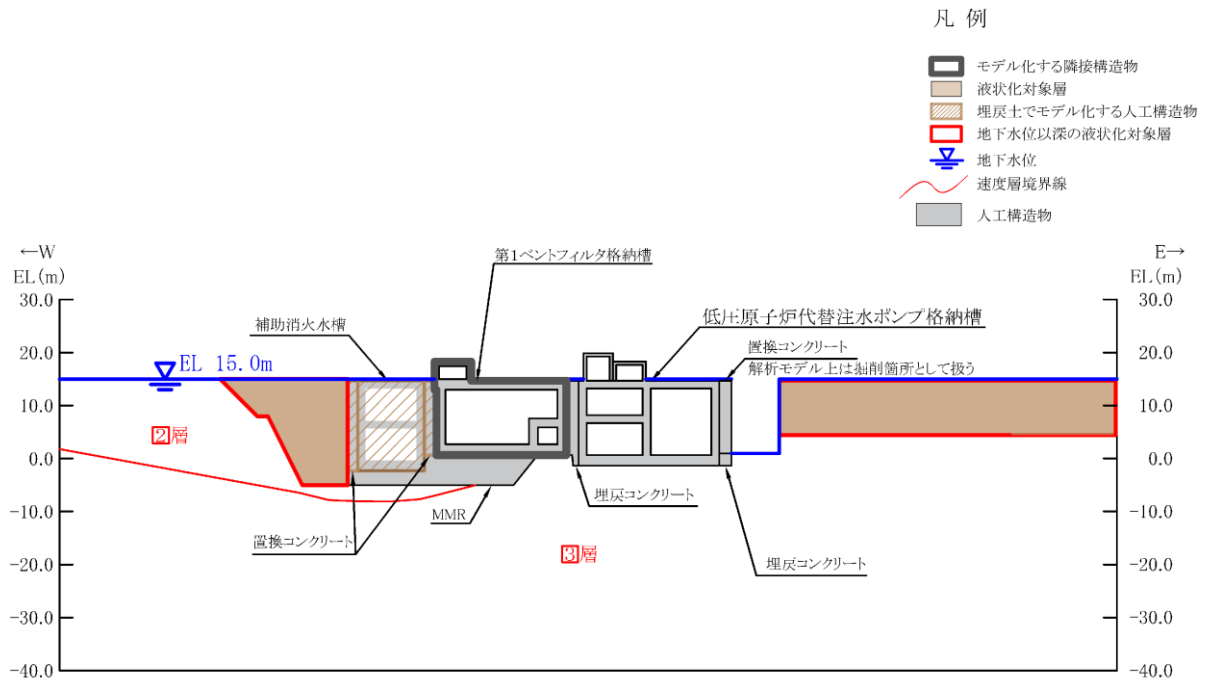 凡 例
モデル化する隣接構造物
液状化対象層
埋戻土でモデル化する人工構造物
地下水位以深の液状化対象層
地下水位
速度層境界線
人工構造物
←W
EL(m)
E→
EL(m)
第1ベントフィルタ格納槽
補助消火水槽
低圧原子炉代替注水ポンプ格納槽
置換コンクリート
解析モデル上は掘削箇所として扱う
EL 15.0m
30.0
20.0
10.0
0.0
-10.0
-20.0
-30.0
-40.0
30.0
20.0
10.0
0.0
-10.0
-20.0
-30.0
-40.0
2層
3層
MMR
置換コンクリート
埋戻コンクリート
埋戻コンクリート